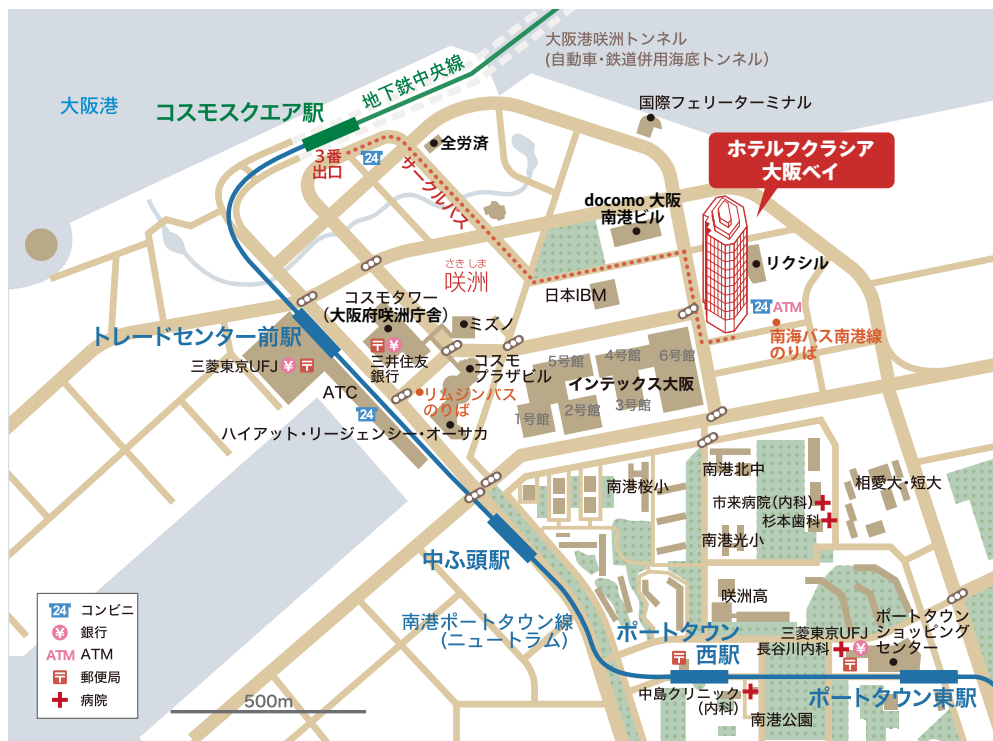 大阪港咲洲トンネル
(自動車･鉄道併用海底トンネル)
大阪港
地下鉄中央線
コスモスクエア駅
国際フェリーターミナル
3番
出口
24
全労済
サークルバス
ホテルフクラシア
大阪ベイ
docomo 大阪
南港ビル
さき しま
咲洲
リクシル
日本IBM
24 ATM
コスモタワー
(大阪府咲洲庁舎)
ミズノ
南海バス南港線
のりば
トレードセンター前駅
三菱東京UFJ
三井住友
銀行
コスモ
プラザビル
5号館
4号館
6号館
インテックス大阪
ATC
リムジンバス
のりば
1号館
2号館
3号館
24
ハイアット・リージェンシー・オーサカ
南港桜小
南港北中
相愛大・短大
市来病院(内科)
杉本歯科
南港光小
中ふ頭駅
咲洲高
南港ポートタウン線
(ニュートラム)
ポートタウン
西駅
三菱東京UFJ
長谷川内科
ポートタウン
ショッピング
センター
中島クリニック
(内科)
ポートタウン東駅
南港公園
24 コンビニ
銀行
ATM ATM
郵便局
病院
500m